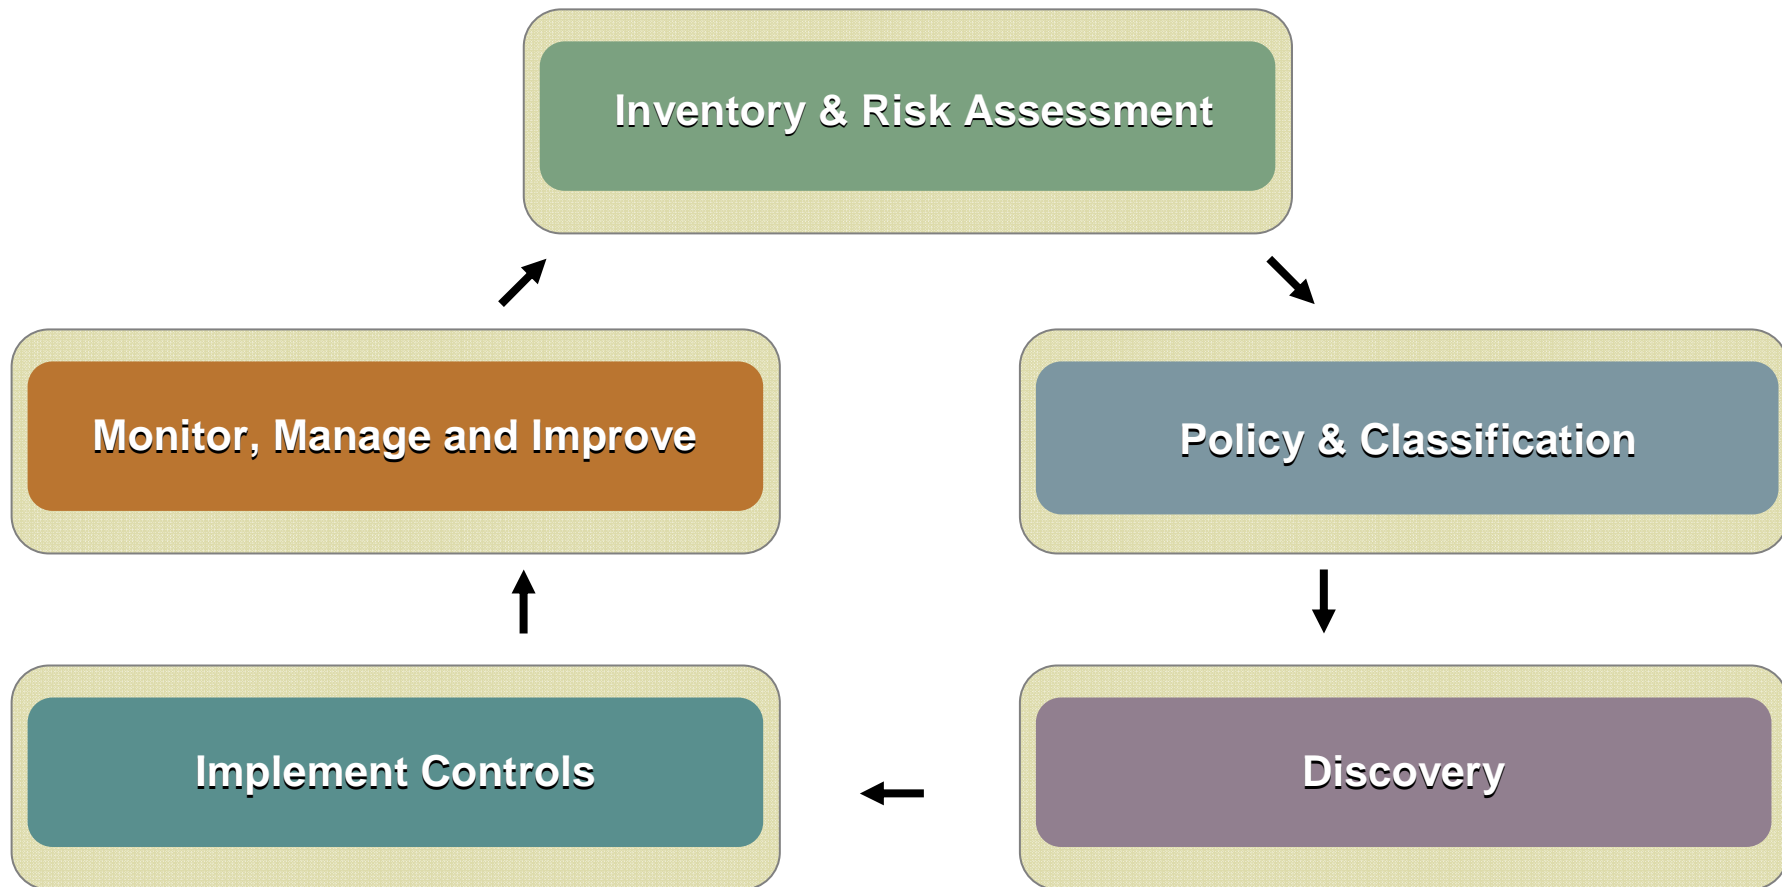 Inventory & Risk Assessment
Monitor, Manage and Improve
Policy & Classification
Implement Controls
Discovery